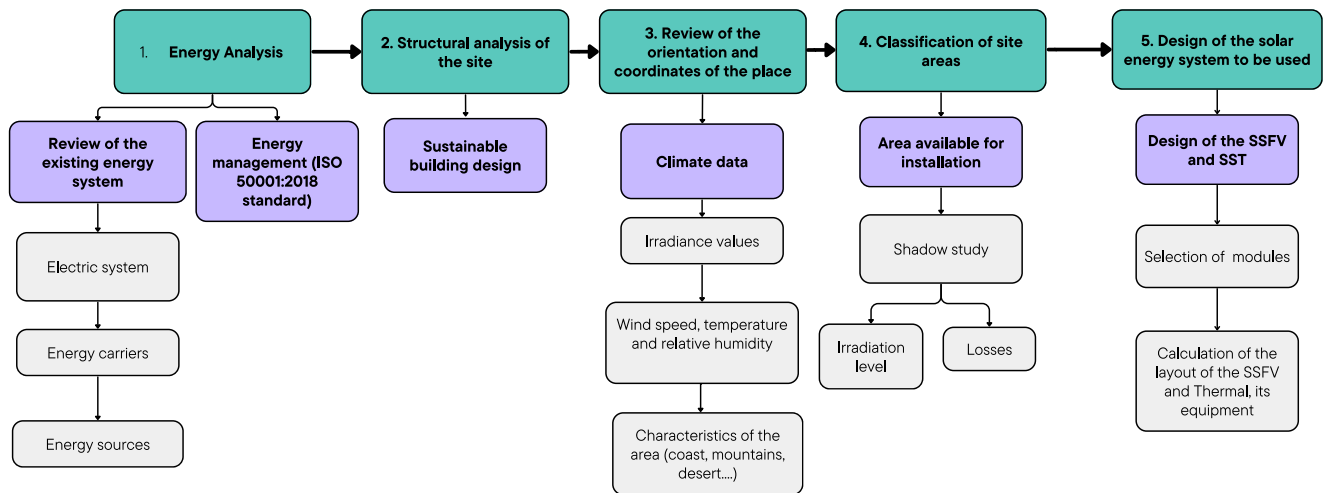 1. Energy Analysis
2. Structural analysis of
the site
3. Review of the
orientation and
coordinates of the place
4. Classification of site
areas
5. Design of the solar
energy system to be used
Review of the
existing energy
system
Energy
management (ISO
50001:2018
standard)
Sustainable
building design
Climate data
Area available for
installation
Design of the SSFV
and SST
Electric system
Energy carriers
Energy sources
Irradiance values
Wind speed, temperature
and relative humidity
Characteristics of the
area (coast, mountains,
desert....)
Shadow study
Irradiation
level
Losses
Selection of modules
Calculation of the
layout of the SSFV
and Thermal, its
equipment